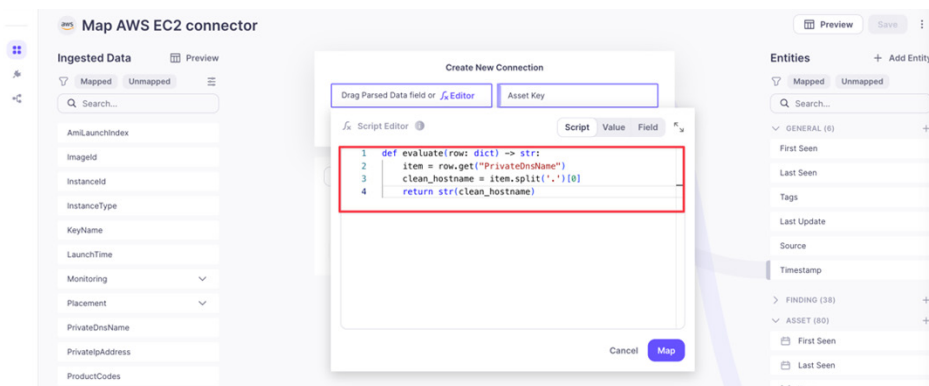 aws Map AWS EC2 connector
Preview
Save
Ingested Data
Preview
Mapped
Unmapped
Search...
AmiLaunchIndex
ImageId
InstanceId
InstanceType
KeyName
LaunchTime
Monitoring
Placement
PrivateDnsName
PrivateIpAddress
ProductCodes
Create New Connection
Drag Parsed Data field or fx Editor
Asset Key
fx Script Editor
Script
Value
Field
1 def evaluate(row: dict) -> str:
2 item = row.get("PrivateDnsName")
3 clean_hostname = item.split('.')[0]
4 return str(clean_hostname)
Cancel
Map
Entities
+ Add Entity
Mapped
Unmapped
Search...
GENERAL (6)
First Seen
Last Seen
Tags
Last Update
Source
Timestamp
FINDING (38)
ASSET (80)
First Seen
Last Seen